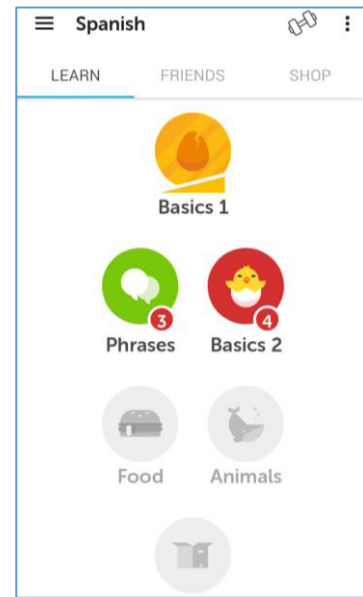 Spanish
LEARN FRIENDS SHOP
Basics 1
3 4
Phrases Basics 2
Food Animals